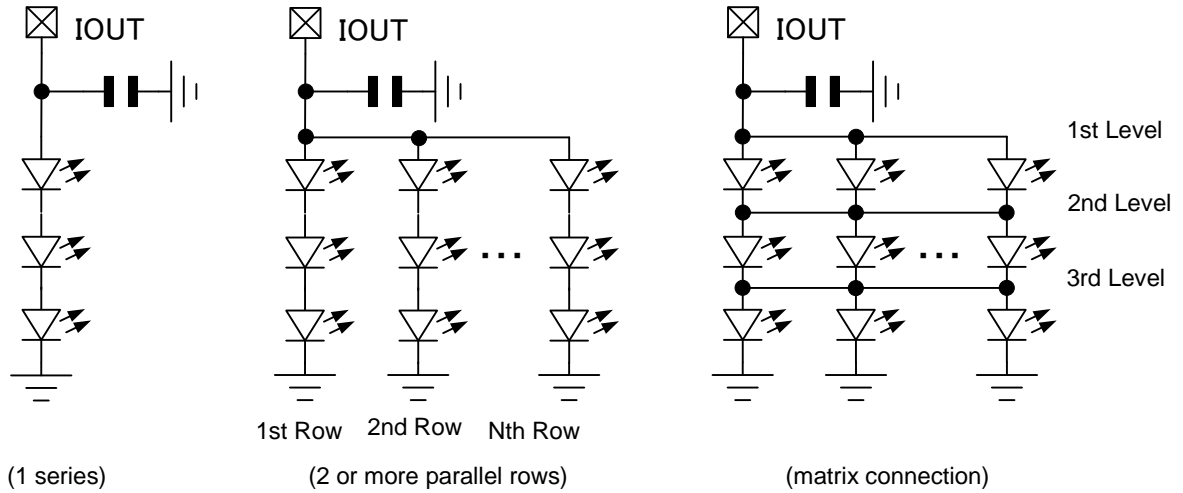 IOUT
IOUT
IOUT
1st Level
2nd Level
...
...
3rd Level
1st Row
2nd Row
Nth Row
(1 series)
(2 or more parallel rows)
(matrix connection)